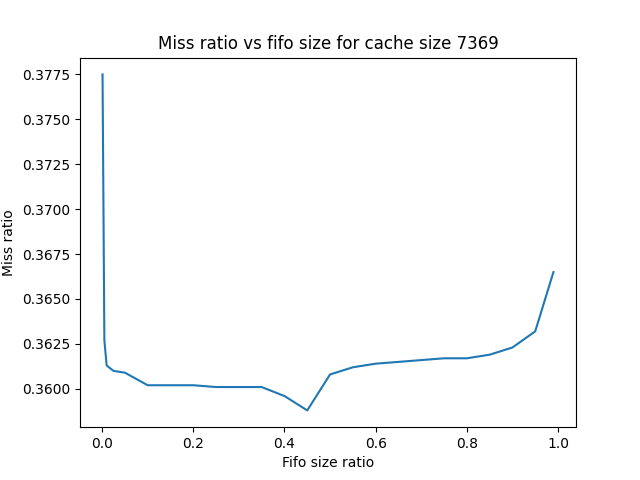 Miss ratio vs fifo size for cache size 7369
0.3775
0.3750
0.3725
0.3700
0.3675
0.3650
0.3625
0.3600
Miss ratio
0.0 0.2 0.4 0.6 0.8 1.0
Fifo size ratio